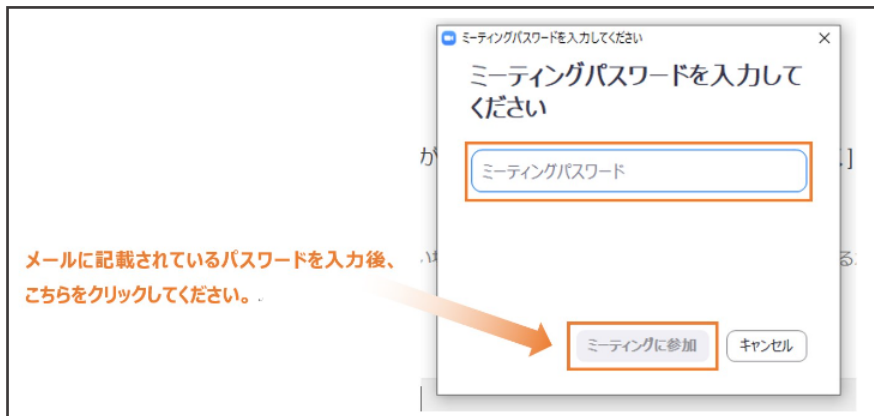 ミーティングパスワードを入力してください
ミーティングパスワードを入力して
ください
が
]
ミーティングパスワード
メールに記載されているパスワードを入力後、
こちらをクリックしてください。
る
ミーティングに参加
キャンセル